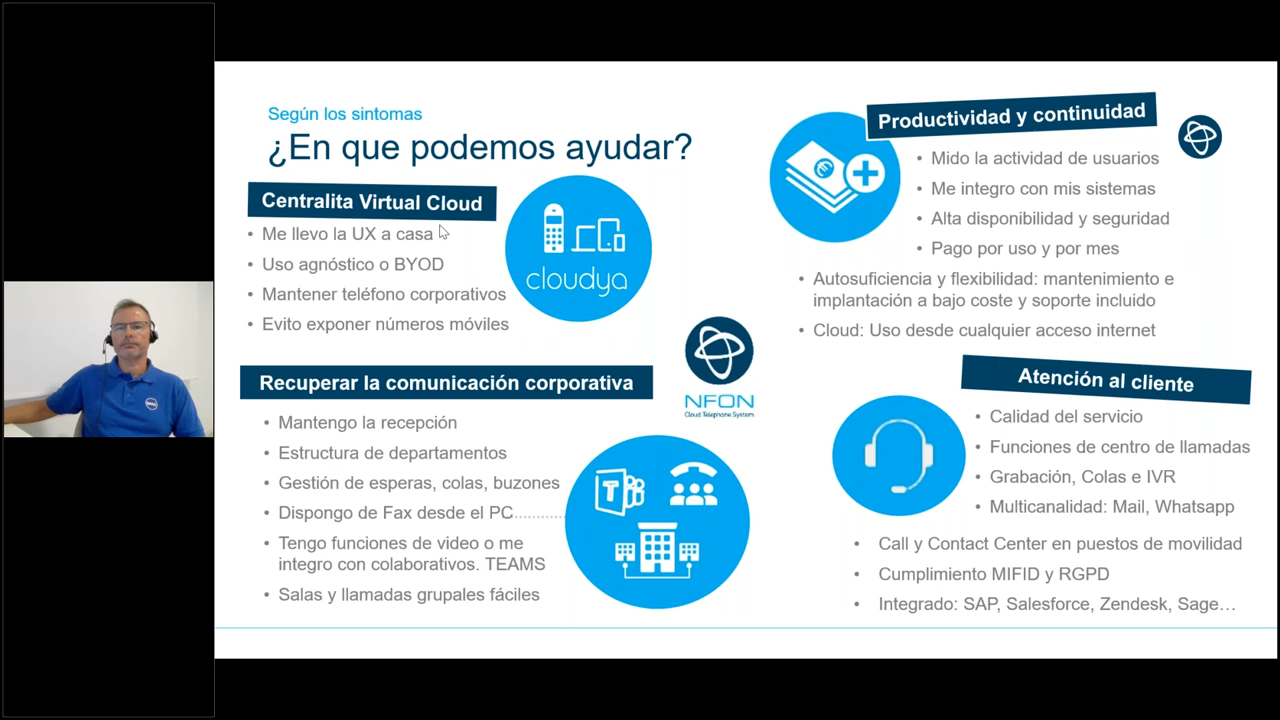 Según los sintomas
¿En que podemos ayudar?
Centralita Virtual Cloud
• Me llevo la UX a casa
• Uso agnóstico o BYOD
• Mantener teléfono corporativos
• Evito exponer números móviles
cloudya
Recuperar la comunicación corporativa
• Mantengo la recepción
• Estructura de departamentos
• Gestión de esperas, colas, buzones
• Dispongo de Fax desde el PC
• Tengo funciones de video o me
integro con colaborativos. TEAMS
• Salas y llamadas grupales fáciles
T
NFON
Cloud Telephone System
Productividad y continuidad
€
• Mido la actividad de usuarios
• Me integro con mis sistemas
• Alta disponibilidad y seguridad
• Pago por uso y por mes
• Autosuficiencia y flexibilidad: mantenimiento e
implantación a bajo coste y soporte incluido
• Cloud: Uso desde cualquier acceso internet
Atención al cliente
• Calidad del servicio
• Funciones de centro de llamadas
• Grabación, Colas e IVR
• Multicanalidad: Mail, Whatsapp
• Call y Contact Center en puestos de movilidad
• Cumplimiento MIFID y RGPD
• Integrado: SAP, Salesforce, Zendesk, Sage…